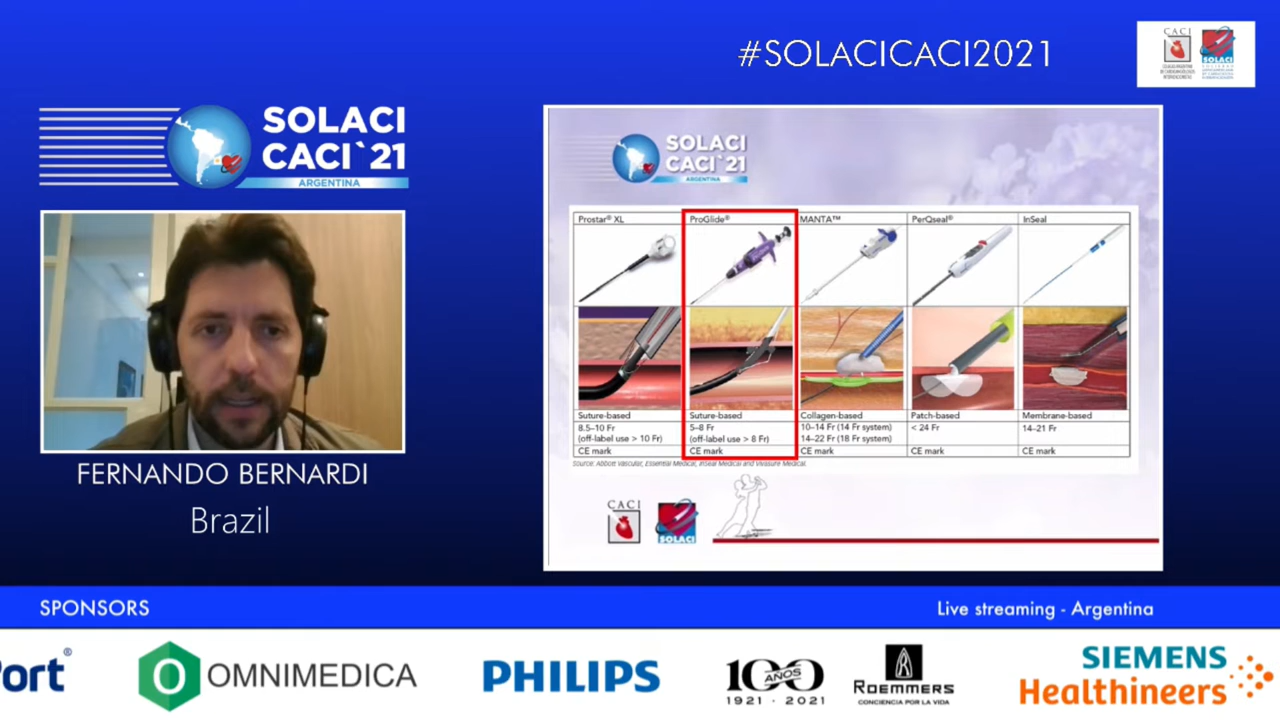 #SOLACICACI2021
CACI
SOLACI
SOLACI
CACI`21
ARGENTINA
FERNANDO BERNARDI
Brazil
SOLACI
CACI`21
ARGENTINA
Prostar® XL
ProGlide®
MANTA™
PerQseal®
InSeal
Suture-based
8.5–10 Fr
(off-label use > 10 Fr)
CE mark
Suture-based
5–8 Fr
(off-label use > 8 Fr)
CE mark
Collagen-based
10–14 Fr (14 Fr system)
14–22 Fr (18 Fr system)
CE mark
Patch-based
< 24 Fr
CE mark
Membrane-based
14–21 Fr
CE mark
Source: Abbott Vascular, Essential Medical, InSeal Medical and Vivasure Medical.
CACI
SOLACI
SPONSORS
Live streaming - Argentina
Port®
OMNIMEDICA
PHILIPS
100
AÑOS
1921 - 2021
ROEMMERS
CONCIENCIA POR LA VIDA
SIEMENS
Healthineers